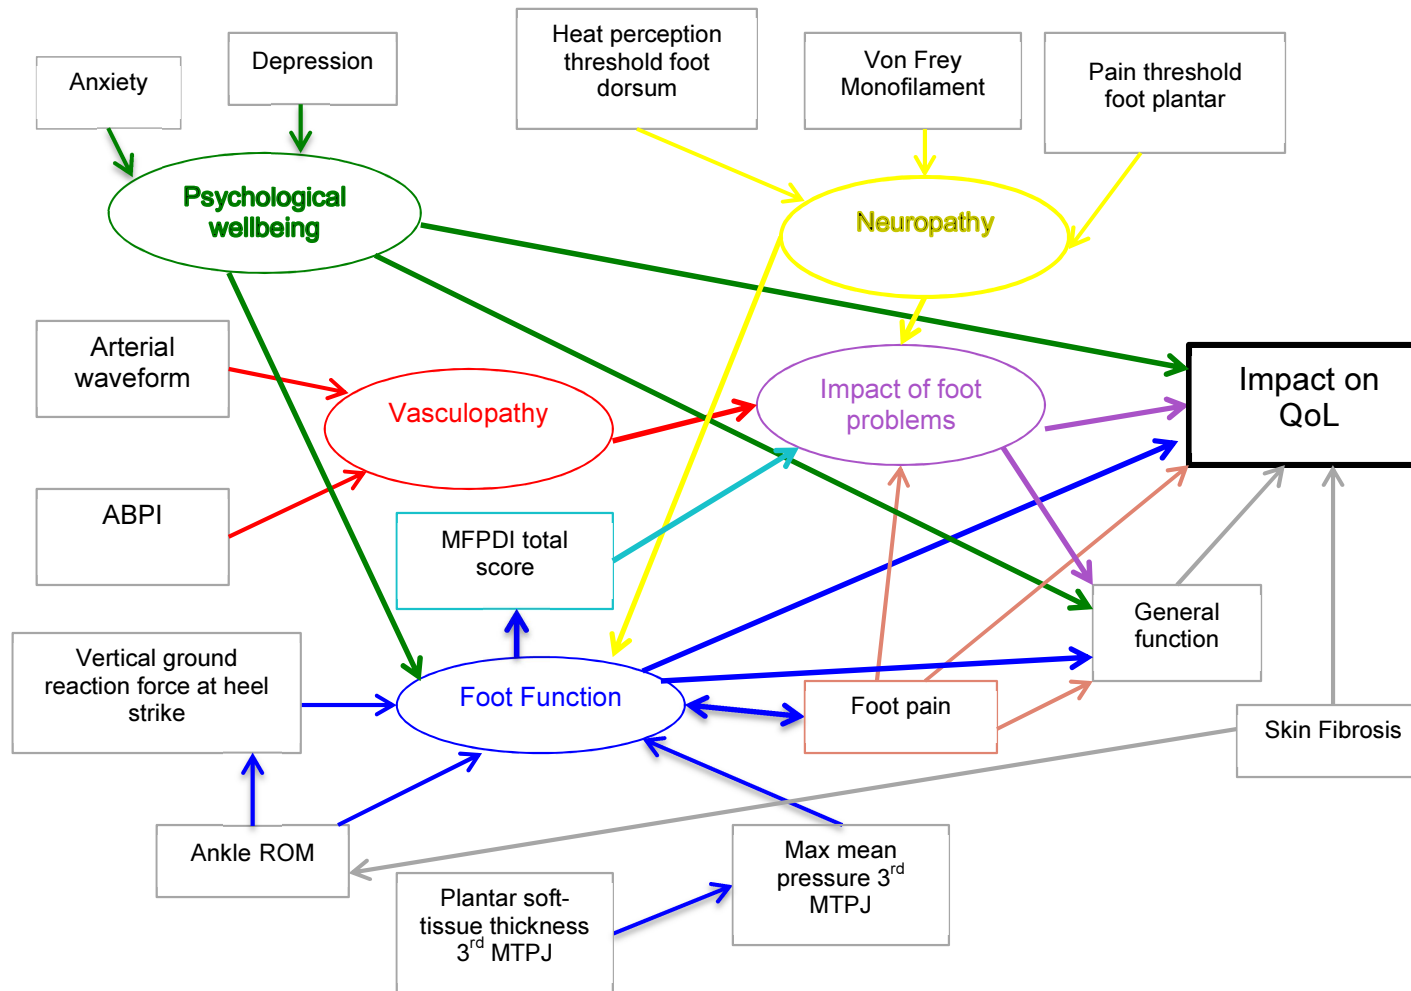 Anxiety
Depression
Heat perception
threshold foot
dorsum
Von Frey
Monofilament
Pain threshold
foot plantar
Psychological
wellbeing
Neuropathy
Arterial
waveform
Vasculopathy
Impact of foot
problems
Impact on
QoL
ABPI
MFPDI total
score
General
function
Vertical ground
reaction force at heel
strike
Foot Function
Foot pain
Skin Fibrosis
Ankle ROM
Plantar soft-
tissue thickness
3rd MTPJ
Max mean
pressure 3rd
MTPJ